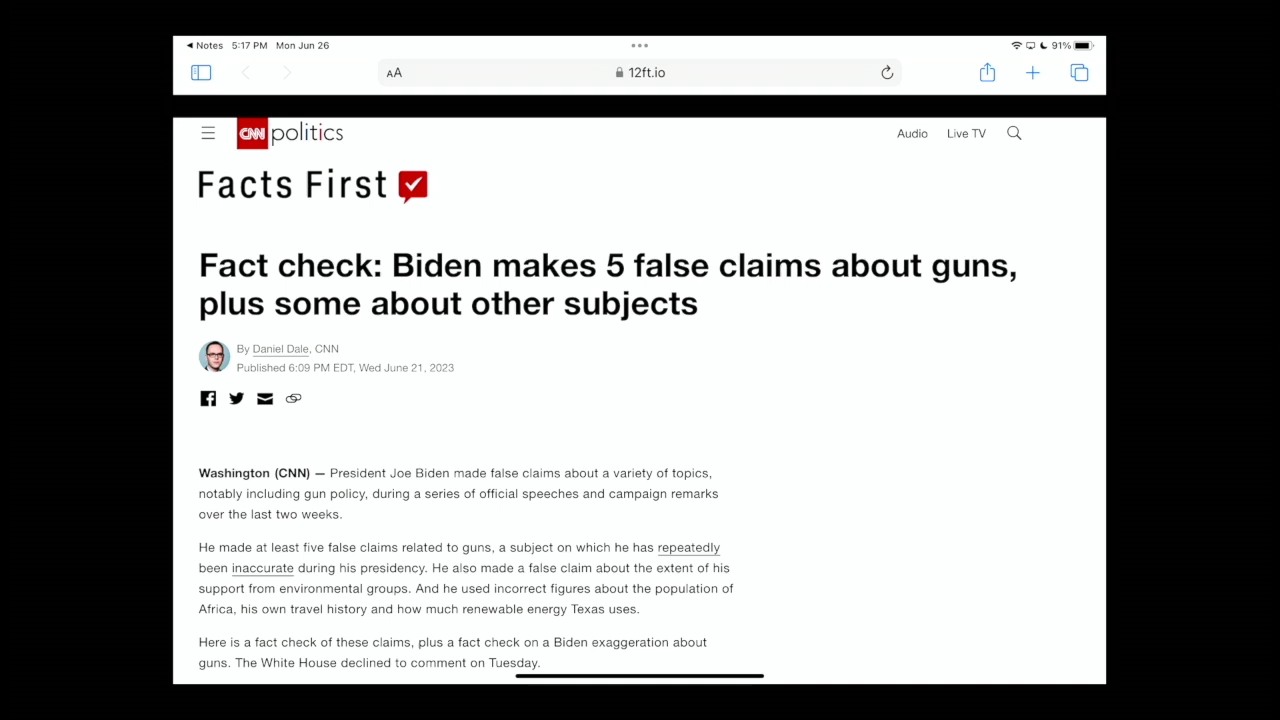 Notes 5:17 PM Mon Jun 26
91%
AA
12ft.io
CNN politics
Audio Live TV
Facts First
Fact check: Biden makes 5 false claims about guns,
plus some about other subjects
By Daniel Dale, CNN
Published 6:09 PM EDT, Wed June 21, 2023
Washington (CNN) — President Joe Biden made false claims about a variety of topics,
notably including gun policy, during a series of official speeches and campaign remarks
over the last two weeks.
He made at least five false claims related to guns, a subject on which he has repeatedly
been inaccurate during his presidency. He also made a false claim about the extent of his
support from environmental groups. And he used incorrect figures about the population of
Africa, his own travel history and how much renewable energy Texas uses.
Here is a fact check of these claims, plus a fact check on a Biden exaggeration about
guns. The White House declined to comment on Tuesday.